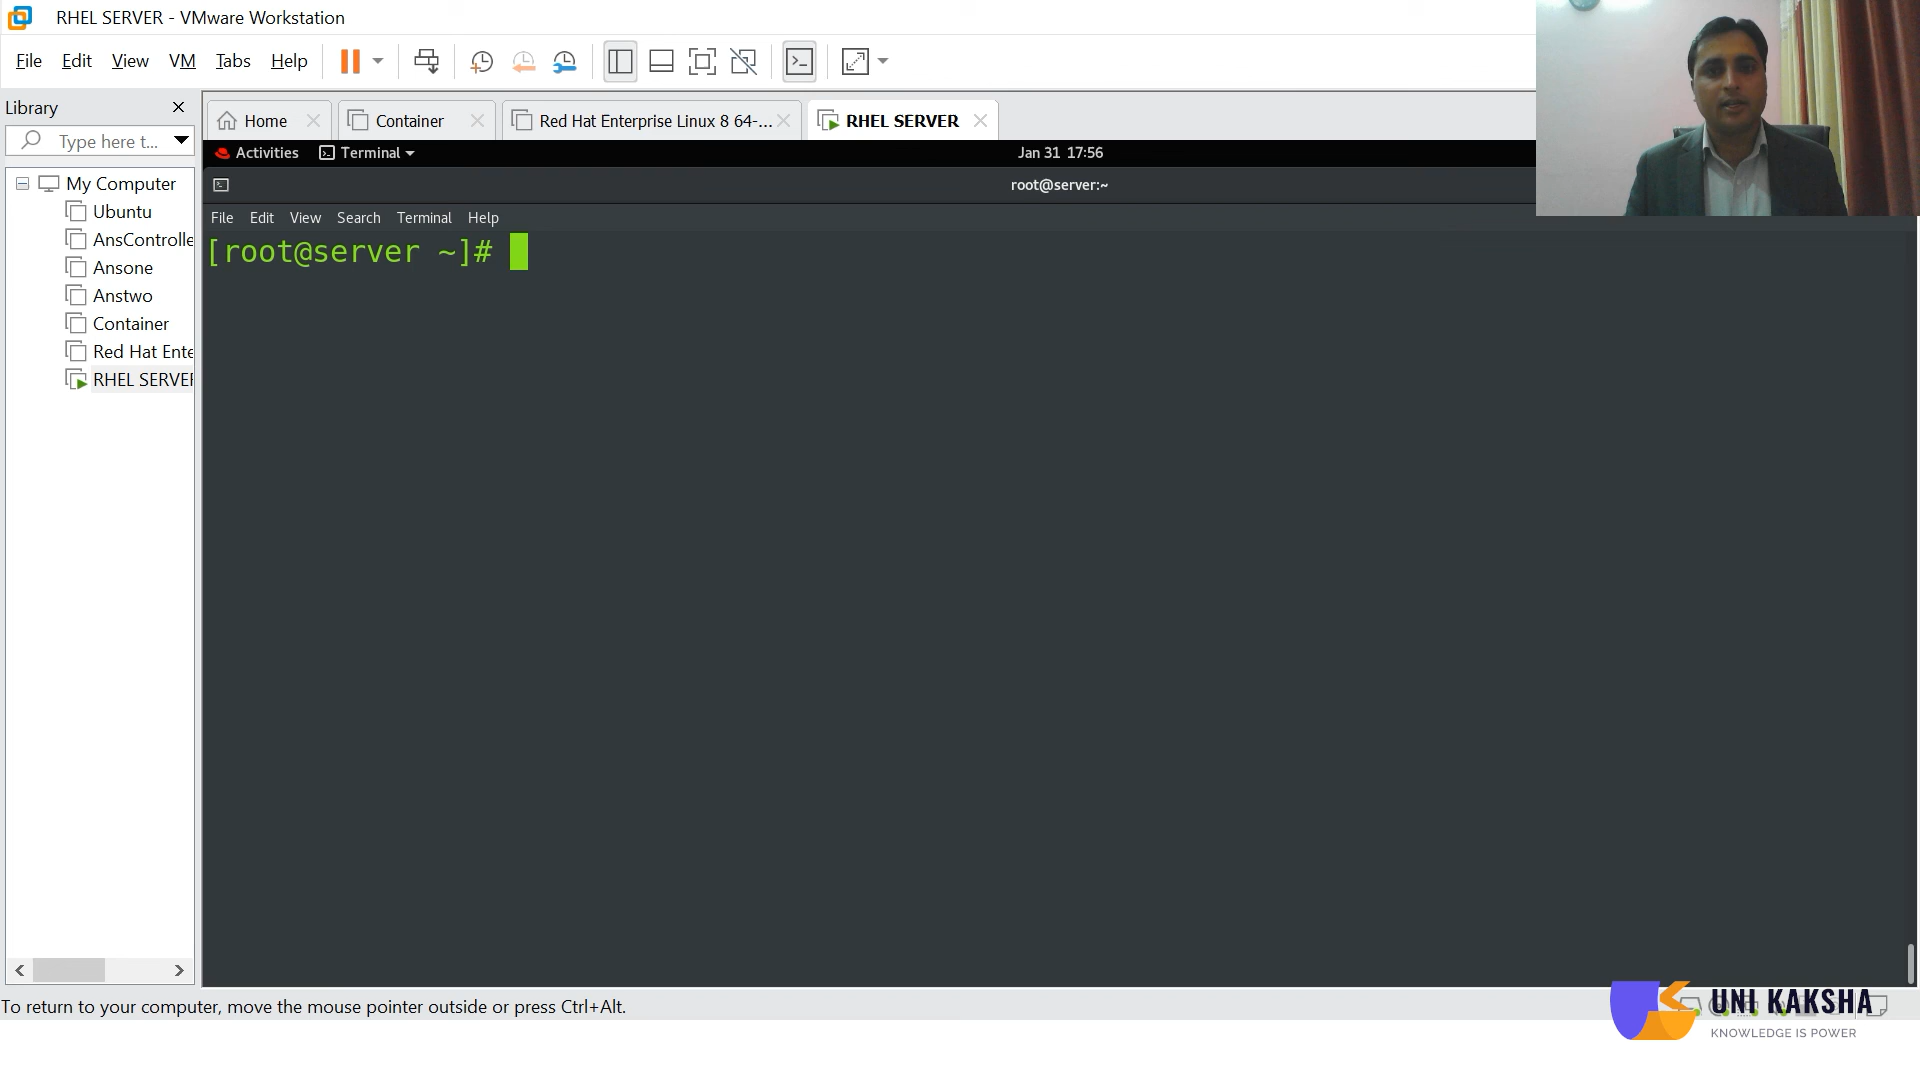 RHEL SERVER - VMware Workstation
File Edit View VM Tabs Help
Library
Type here t...
My Computer
Ubuntu
AnsControlle
Ansone
Anstwo
Container
Red Hat Ente
RHEL SERVER
Home Container Red Hat Enterprise Linux 8 64-... RHEL SERVER
Activities Terminal Jan 31 17:56
root@server:~
File Edit View Search Terminal Help
[root@server ~]#
To return to your computer, move the mouse pointer outside or press Ctrl+Alt.
UNI KAKSHA
KNOWLEDGE IS POWER